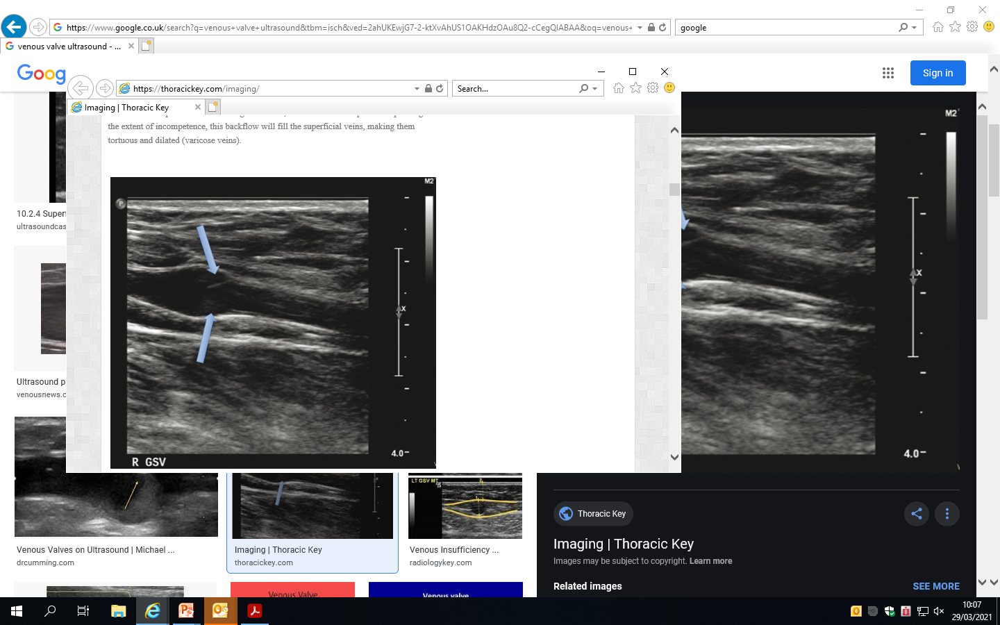 https://www.google.co.uk/search?q=venous+valve+ultrasound&tbm=isch&ved=2ahUKEwjG7-2-ktXvAhUS1OAKHdzOAu8Q2-cCegQIABAA&oq=venous+
google
venous valve ultrasound - ...
Goog
Sign in
https://thoracickey.com/imaging/
Search...
Imaging | Thoracic Key
the extent of incompetence, this backflow will fill the superficial veins, making them
tortuous and dilated (varicose veins).
M2
P
x
4.0
R GSV
M2
x
4.0
10.2.4 Super
ultrasoundcas
Ultrasound p
venousnews.c
Venous Valves on Ultrasound | Michael ...
drcumming.com
Imaging | Thoracic Key
thoracickey.com
LT GSV MT
Venous Insufficiency ...
radiologykey.com
Venous Valve
Venous valve
Thoracic Key
Imaging | Thoracic Key
Images may be subject to copyright. Learn more
Related images
SEE MORE
10:07
29/03/2021